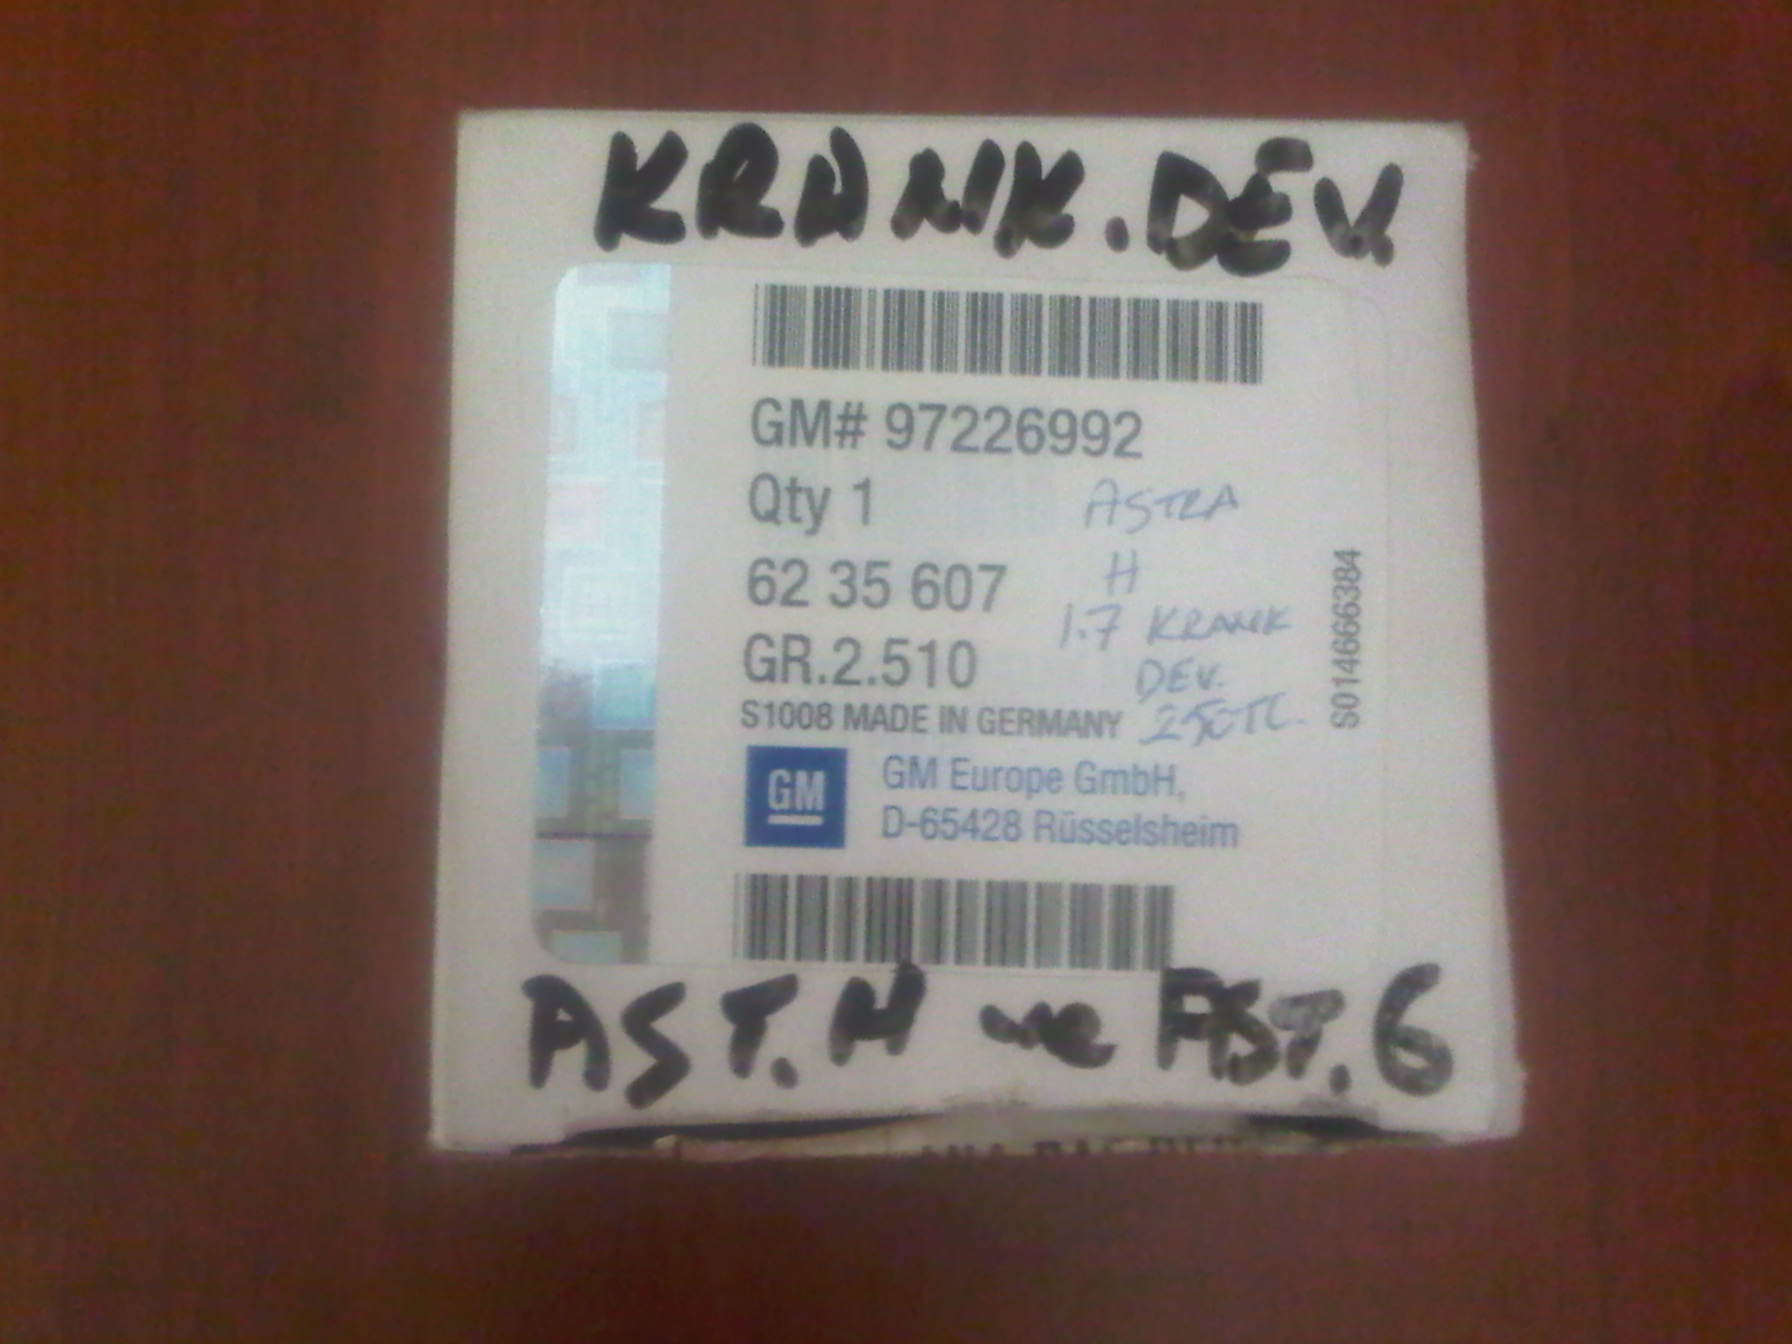 KRANK.DEV.
GM# 97226992
Qty 1
ASTRA
62 35 607
H
1.7 KRANK
GR.2.510
DEV.
S1008 MADE IN GERMANY
250TL
S014666384
GM
GM Europe GmbH,
D-65428 Rüsselsheim
AST.H ve AST.G